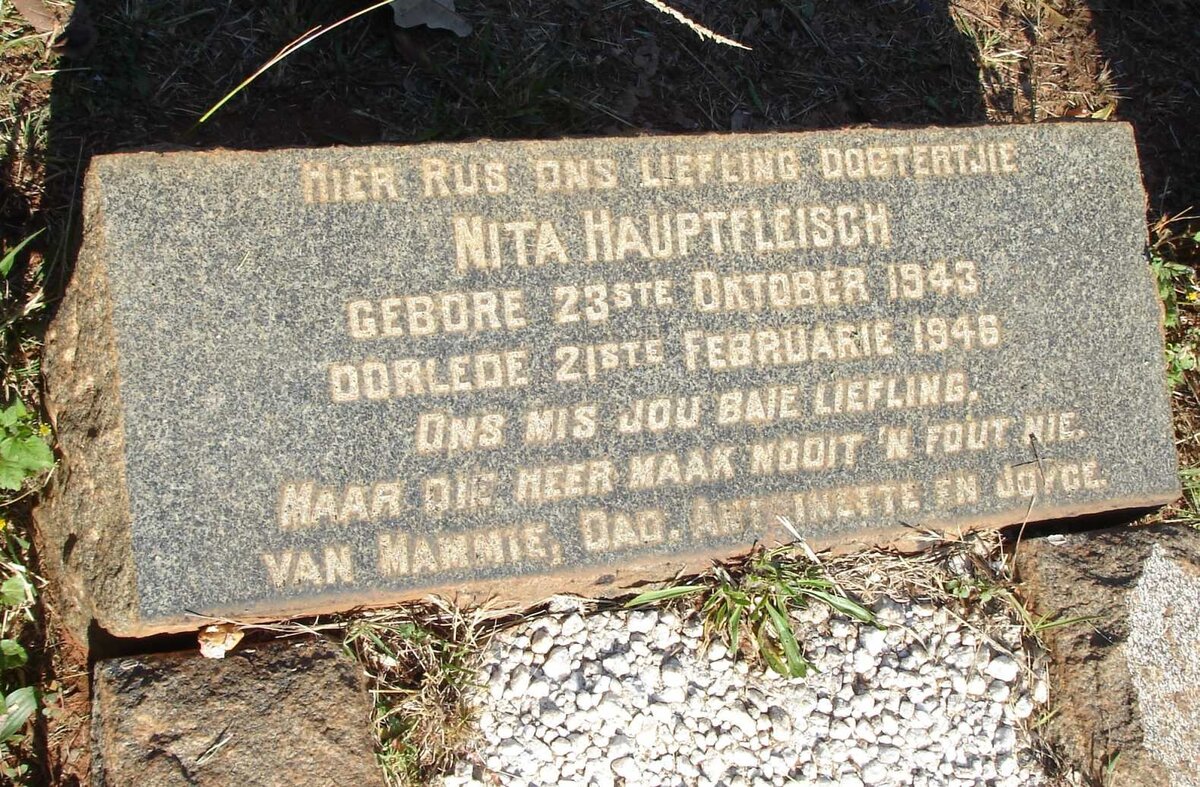 HIER RUS ONS LIEFLING DOGTERTJIE
NITA HAUPTFLEISCH
GEBORE 23STE OKTOBER 1943
OORLEDE 21STE FEBRUARIE 1946
ONS MIS JOU BAIE LIEFLING.
MAAR DIE HEER MAAK NOOIT 'N FOUT NIE.
VAN MAMMIE, DAD, ANTOINETTE EN JOYCE.